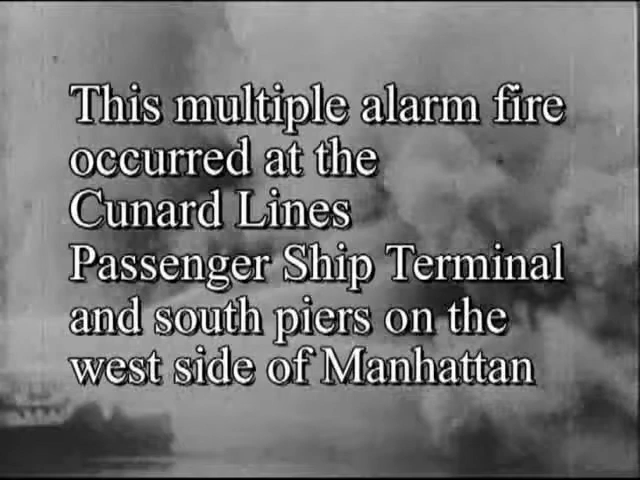 This multiple alarm fire
occurred at the
Cunard Lines
Passenger Ship Terminal
and south piers on the
west side of Manhattan